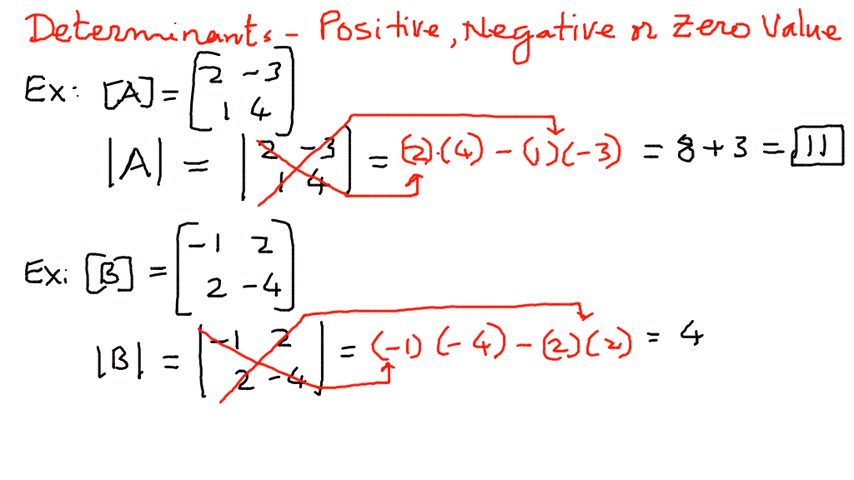 Determinants - Positive, Negative or Zero Value
Ex: [A] = [2 -3
1 4]
|A| = |2 -3
1 4| = (2)·(4) - (1)(-3) = 8 + 3 = 11
Ex: [B] = [-1 2
2 -4]
|B| = |-1 2
2 -4| = (-1)(-4) - (2)(2) = 4